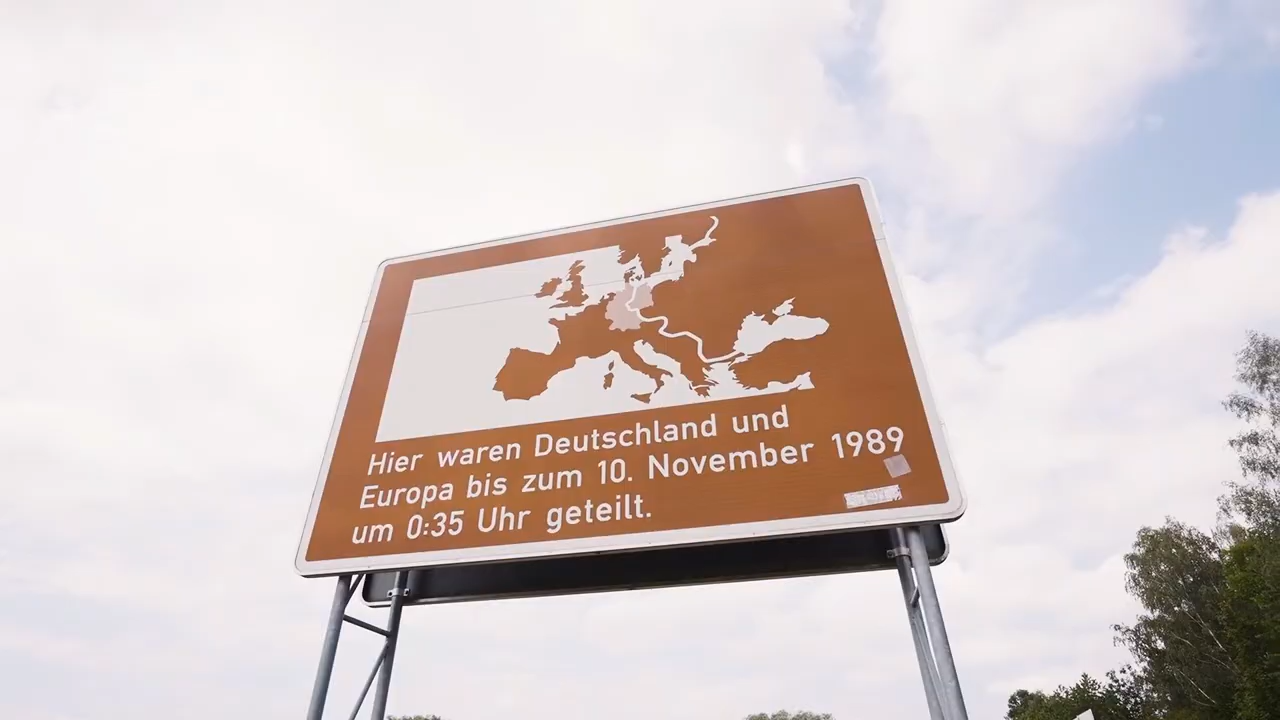 Hier waren Deutschland und
Europa bis zum 10. November 1989
um 0:35 Uhr geteilt.